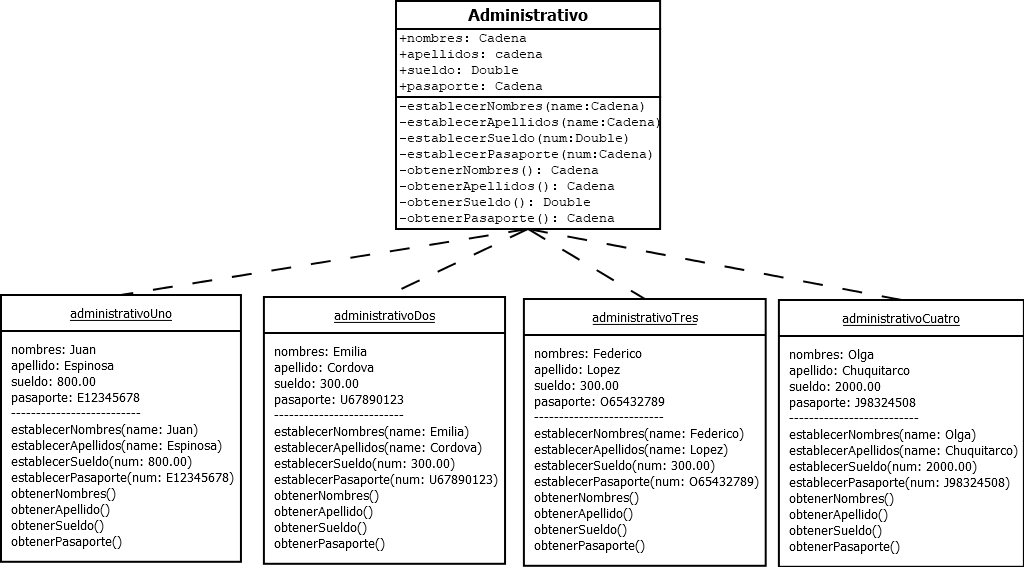 Administrativo
+nombres: Cadena
+apellidos: cadena
+sueldo: Double
+pasaporte: Cadena
-establecerNombres(name:Cadena)
-establecerApellidos(name:Cadena)
-establecerSueldo(num:Double)
-establecerPasaporte(num:Cadena)
-obtenerNombres(): Cadena
-obtenerApellidos(): Cadena
-obtenerSueldo(): Double
-obtenerPasaporte(): Cadena
administrativoUno
nombres: Juan
apellido: Espinosa
sueldo: 800.00
pasaporte: E12345678
--------------------------
establecerNombres(name: Juan)
establecerApellidos(name: Espinosa)
establecerSueldo(num: 800.00)
establecerPasaporte(num: E12345678)
obtenerNombres()
obtenerApellido()
obtenerSueldo()
obtenerPasaporte()
administrativoDos
nombres: Emilia
apellido: Cordova
sueldo: 300.00
pasaporte: U67890123
--------------------------
establecerNombres(name: Emilia)
establecerApellidos(name: Cordova)
establecerSueldo(num: 300.00)
establecerPasaporte(num: U67890123)
obtenerNombres()
obtenerApellido()
obtenerSueldo()
obtenerPasaporte()
administrativoTres
nombres: Federico
apellido: Lopez
sueldo: 300.00
pasaporte: O65432789
--------------------------
establecerNombres(name: Federico)
establecerApellidos(name: Lopez)
establecerSueldo(num: 300.00)
establecerPasaporte(num: O65432789)
obtenerNombres()
obtenerApellido()
obtenerSueldo()
obtenerPasaporte()
administrativoCuatro
nombres: Olga
apellido: Chuquitarco
sueldo: 2000.00
pasaporte: J98324508
--------------------------
establecerNombres(name: Olga)
establecerApellidos(name: Chuquitarco)
establecerSueldo(num: 2000.00)
establecerPasaporte(num: J98324508)
obtenerNombres()
obtenerApellido()
obtenerSueldo()
obtenerPasaporte()